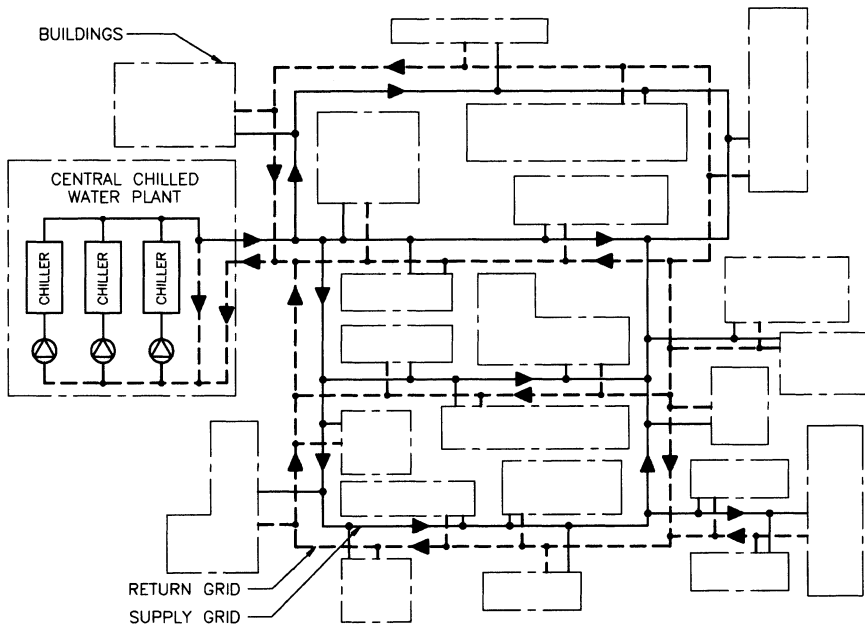 BUILDINGS
CENTRAL CHILLED
WATER PLANT
CHILLER
CHILLER
CHILLER
RETURN GRID
SUPPLY GRID